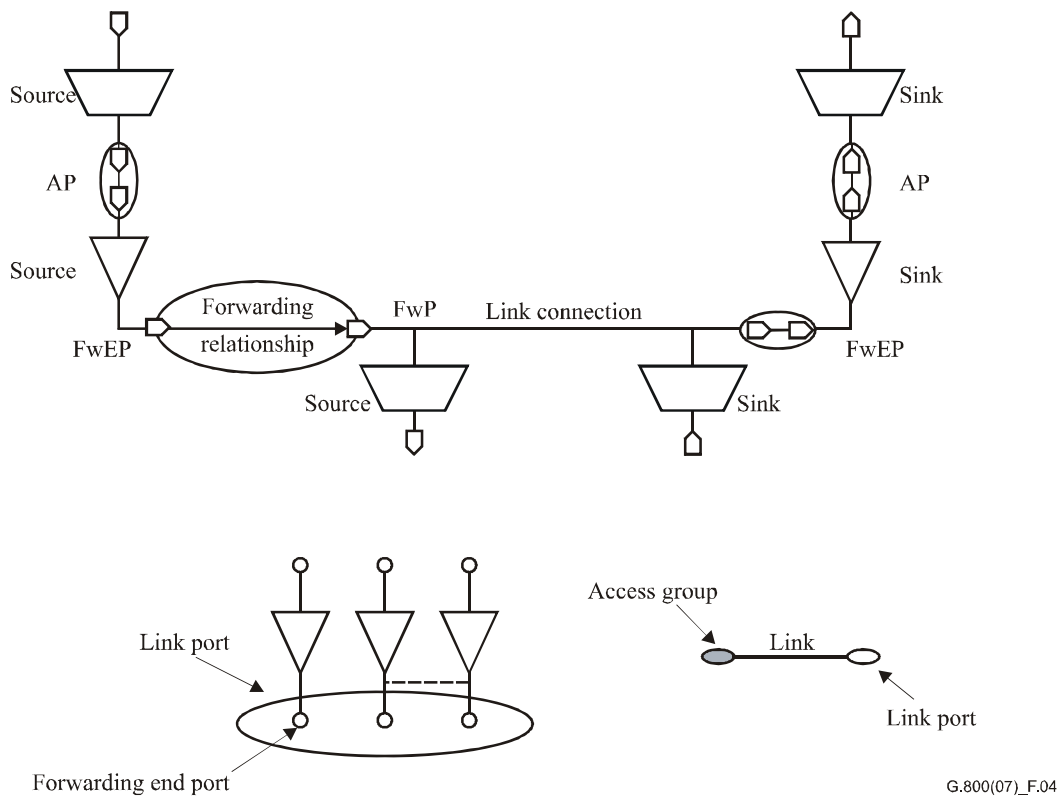 Source
Sink
AP
AP
Source
Sink
Forwarding
relationship
FwP
Link connection
FwEP
FwEP
Source
Sink
Access group
Link port
Link
Link port
Forwarding end port
G.800(07)_F.04